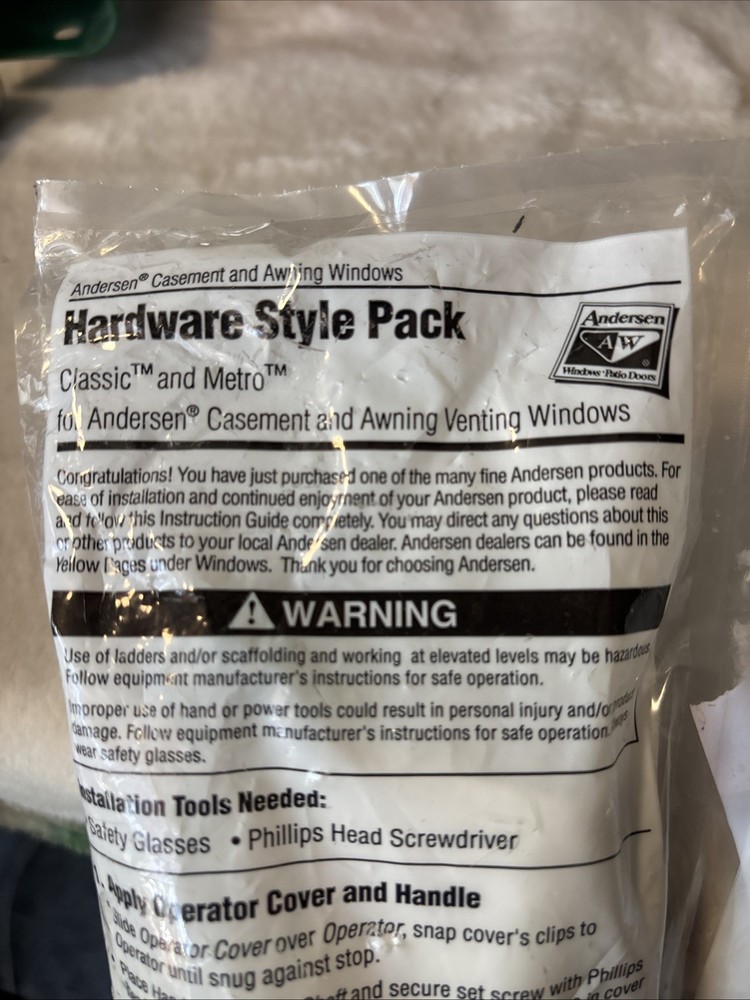 Andersen® Casement and Awning Windows
Hardware Style Pack
Andersen
AW
®
Windows·Patio Doors
Classic™ and Metro™
for Andersen® Casement and Awning Venting Windows
Congratulations! You have just purchased one of the many fine Andersen products. For
ease of installation and continued enjoyment of your Andersen product, please read
and follow this Instruction Guide completely. You may direct any questions about this
or other products to your local Andersen dealer. Andersen dealers can be found in the
Yellow Pages under Windows. Thank you for choosing Andersen.
WARNING
Use of ladders and/or scaffolding and working at elevated levels may be hazardous.
Follow equipment manufacturer's instructions for safe operation.
Improper use of hand or power tools could result in personal injury and/or product
damage. Follow equipment manufacturer's instructions for safe operation. Always
wear safety glasses.
Installation Tools Needed:
Safety Glasses • Phillips Head Screwdriver
1. Apply Operator Cover and Handle
• Slide Operator Cover over Operator, snap cover's clips to
Operator until snug against stop.
• Place and secure set screw with Phillips
in cover